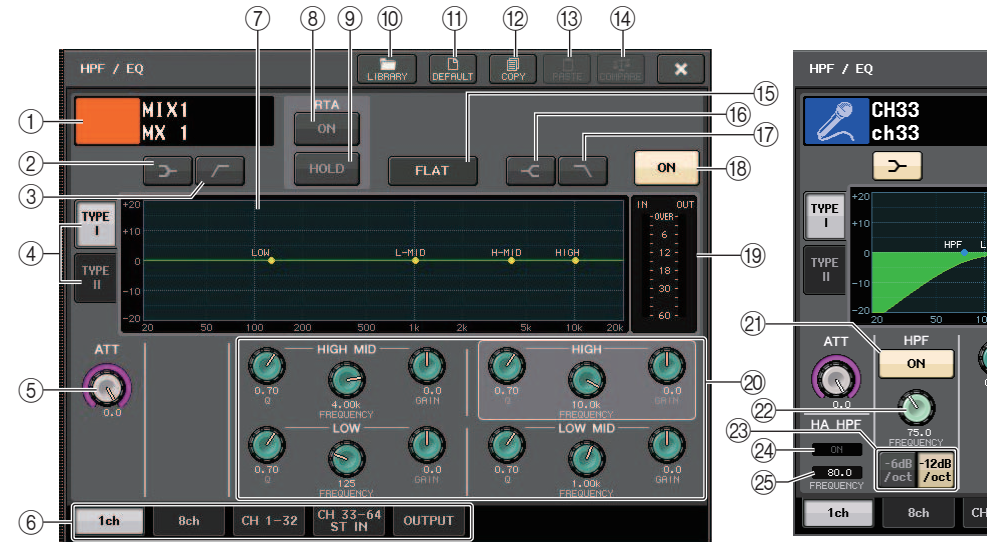 ⑦ ⑧ ⑨ ⑩ ⑪ ⑫ ⑬ ⑭
HPF / EQ
LIBRARY
DEFAULT
COPY
PASTE
COMPARE
×
① MIX1
MX 1
RTA
ON
HOLD
FLAT
ON
⑮
⑯
⑰
⑱
②
③
④
TYPE
I
TYPE
II
+20
+10
0
-10
-20
LOW L-MID H-MID HIGH
20 50 100 200 500 1k 2k 5k 10k 20k
IN OUT
-OVER-
6
12
18
30
60
⑲
⑤
ATT
0.0
HIGH MID
0.70
Q
4.00k
FREQUENCY
0.0
GAIN
HIGH
0.70
Q
10.0k
FREQUENCY
0.0
GAIN
LOW
0.70
Q
125
FREQUENCY
0.0
GAIN
LOW MID
0.70
Q
1.00k
FREQUENCY
0.0
GAIN
⑳
⑥
1ch
8ch
CH 1-32
CH 33-64
ST IN
OUTPUT
HPF / EQ
CH33
ch33
TYPE
I
TYPE
II
+20
+10
0
-10
-20
HPF L
20 50 10
㉑
㉒
㉓
㉔
㉕
ATT
0.0
HPF
ON
75.0
FREQUENCY
HA HPF
ON
80.0
FREQUENCY
-6dB
/oct
-12dB
/oct
1ch
8ch
CH